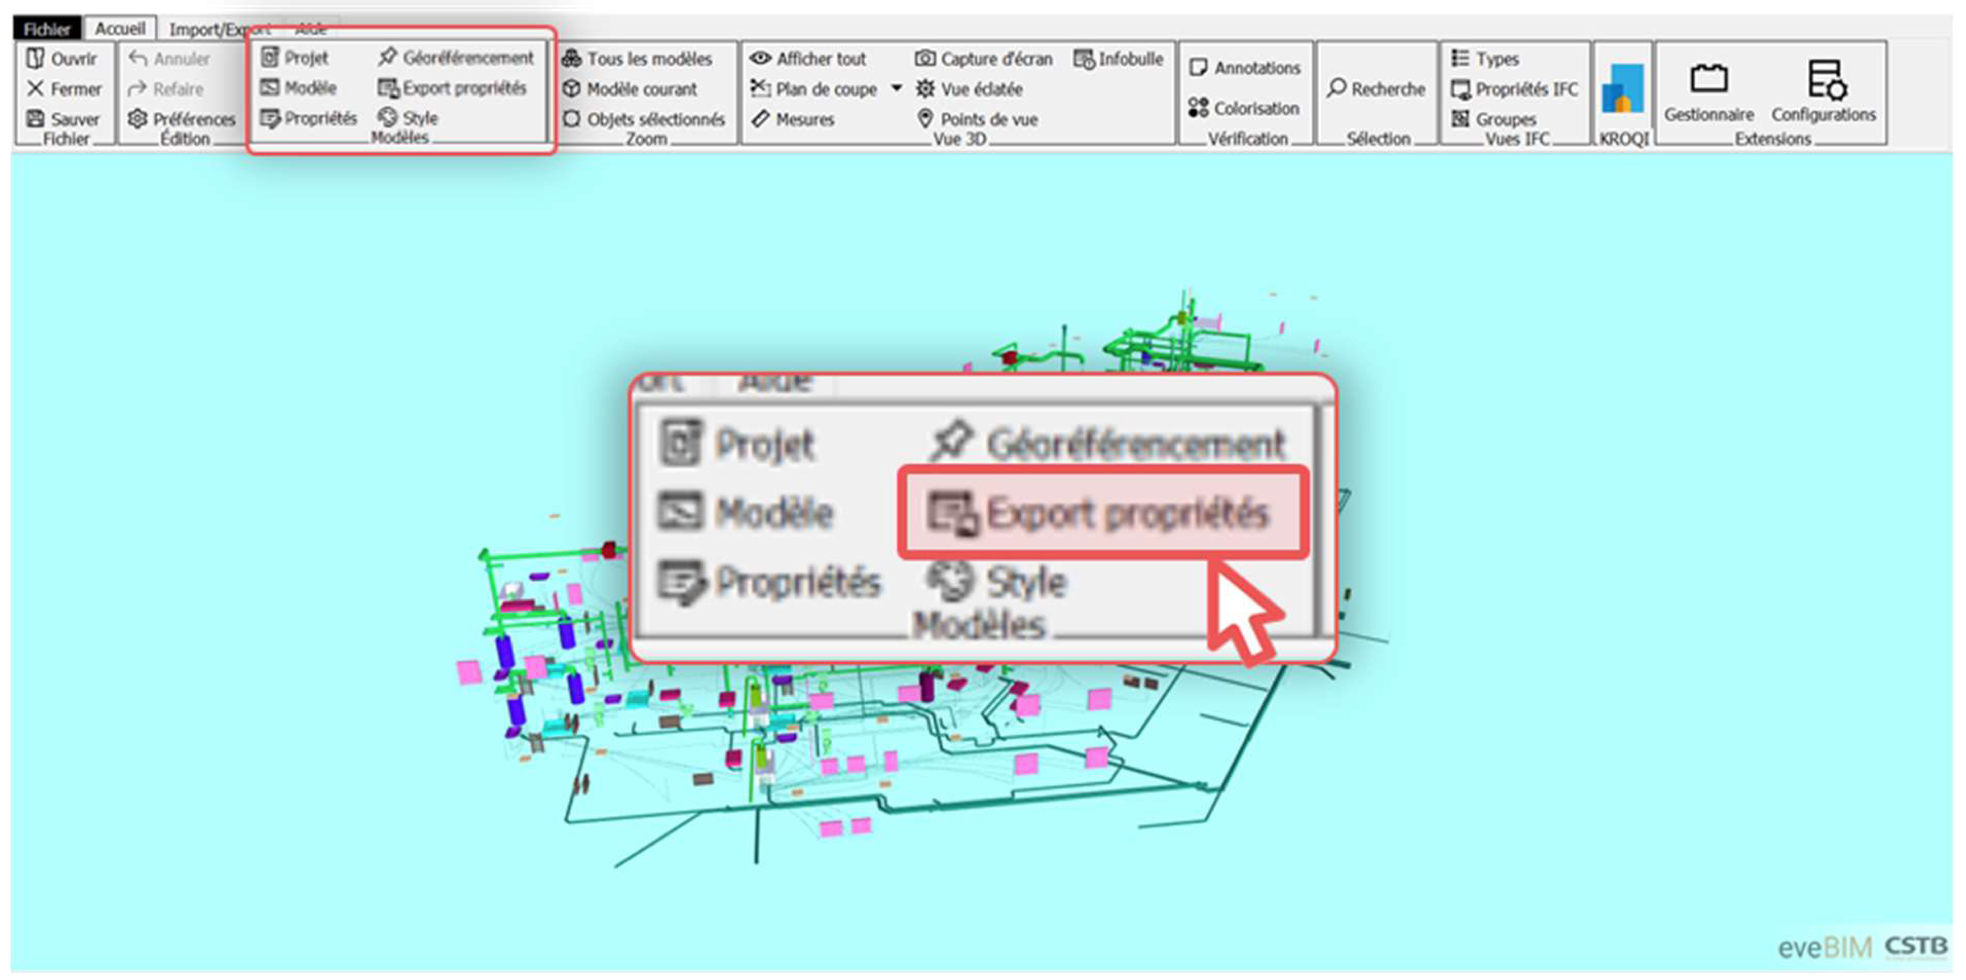 Fichier Accueil Import/Export Aide
Ouvrir Annuler Projet Géoréférencement Tous les modèles Afficher tout Capture d'écran Infobulle Annotations Types
Fermer Refaire Modèle Export propriétés Modèle courant Plan de coupe Vue éclatée Colorisation Recherche Propriétés IFC Gestionnaire Configurations
Sauver Préférences Propriétés Style Objets sélectionnés Mesures Points de vue Groupes
Fichier Édition Modèles Zoom Vue 3D Vérification Sélection Vues IFC KROQI Extensions
ort Aide
Projet Géoréférencement
Modèle Export propriétés
Propriétés Style
Modèles
eveBIM CSTB